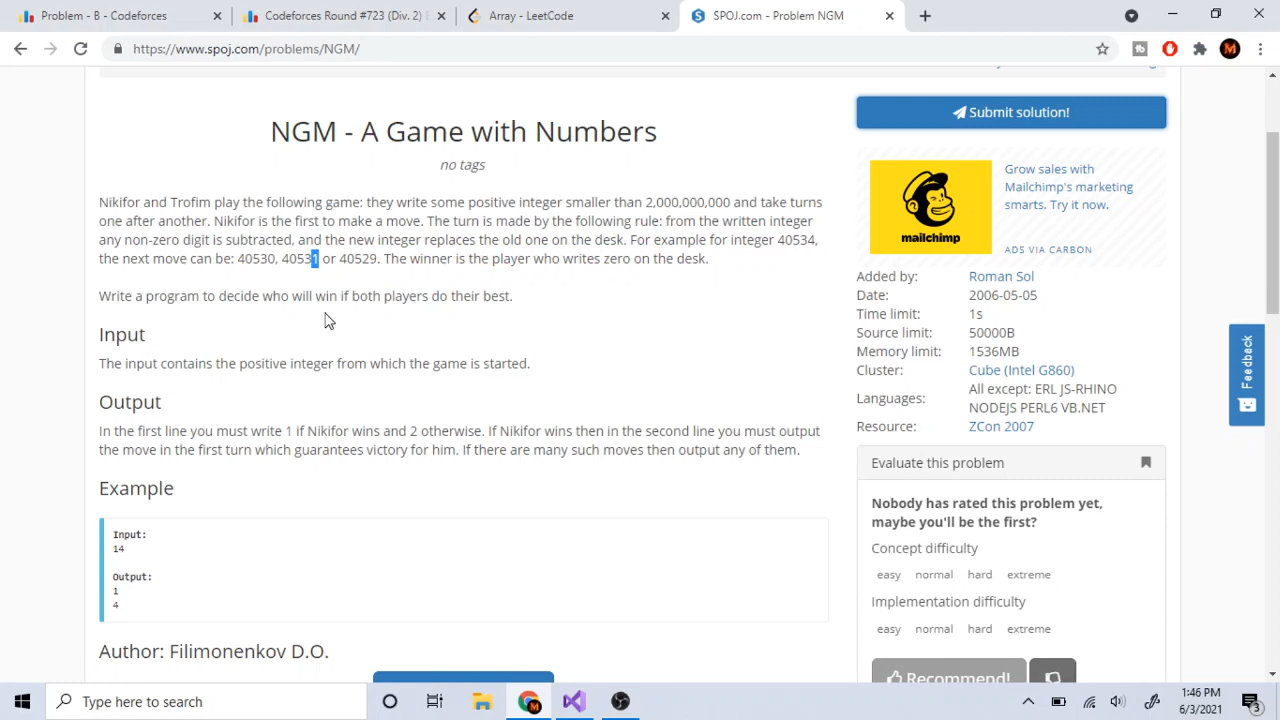 Problem - B - Codeforces
Codeforces Round #723 (Div. 2) E
Array - LeetCode
SPOJ.com - Problem NGM
https://www.spoj.com/problems/NGM/
NGM - A Game with Numbers
no tags
Nikifor and Trofim play the following game: they write some positive integer smaller than 2,000,000,000 and take turns
one after another. Nikifor is the first to make a move. The turn is made by the following rule: from the written integer
any non-zero digit is subtracted, and the new integer replaces the old one on the desk. For example for integer 40534,
the next move can be: 40530, 40531 or 40529. The winner is the player who writes zero on the desk.
Write a program to decide who will win if both players do their best.
Input
The input contains the positive integer from which the game is started.
Output
In the first line you must write 1 if Nikifor wins and 2 otherwise. If Nikifor wins then in the second line you must output
the move in the first turn which guarantees victory for him. If there are many such moves then output any of them.
Example
Input:
14
Output:
1
4
Author: Filimonenkov D.O.
Submit solution!
mailchimp
Grow sales with
Mailchimp's marketing
smarts. Try it now.
ADS VIA CARBON
Added by: Roman Sol
Date: 2006-05-05
Time limit: 1s
Source limit: 50000B
Memory limit: 1536MB
Cluster: Cube (Intel G860)
Languages: All except: ERL JS-RHINO
NODEJS PERL6 VB.NET
Resource: ZCon 2007
Evaluate this problem
Nobody has rated this problem yet,
maybe you'll be the first?
Concept difficulty
easy normal hard extreme
Implementation difficulty
easy normal hard extreme
Recommend!
Feedback
Type here to search
1:46 PM
6/3/2021
3